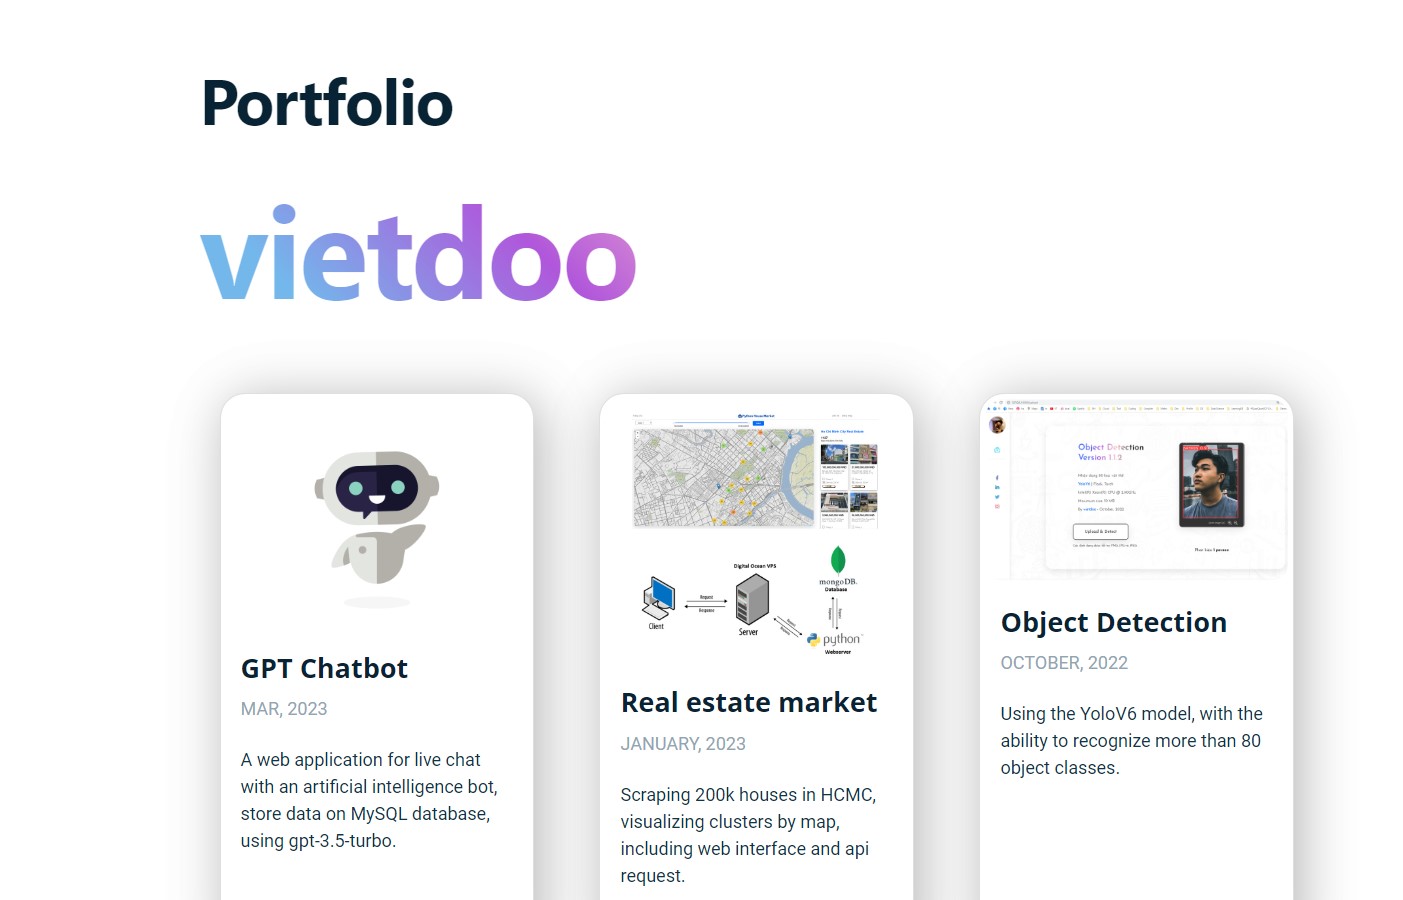 Portfolio
vietdoo
GPT Chatbot
MAR, 2023
A web application for live chat
with an artificial intelligence bot,
store data on MySQL database,
using gpt-3.5-turbo.
Digital Ocean VPS
Client
Request
Response
Server
mongoDB.
Database
python
Webserver
Real estate market
JANUARY, 2023
Scraping 200k houses in HCMC,
visualizing clusters by map,
including web interface and api
request.
Object Detection
Version 1.1.2
Upload & Detect
Object Detection
OCTOBER, 2022
Using the YoloV6 model, with the
ability to recognize more than 80
object classes.